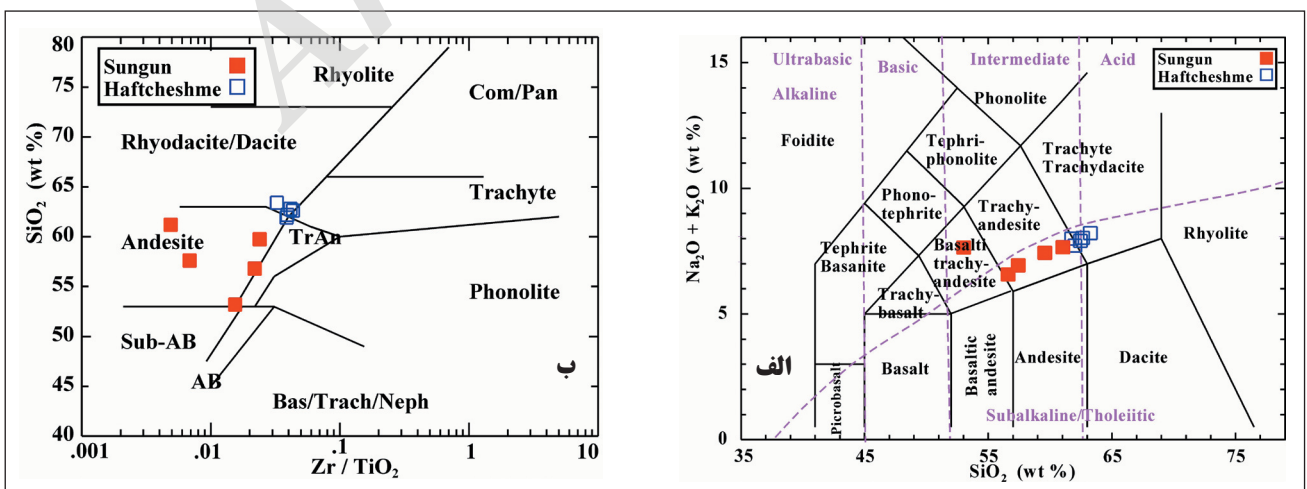 80
75
70
65
60
55
50
45
40
SiO₂ (wt %)
Sungun
Haftcheshme
Rhyolite
Com/Pan
Rhyodacite/Dacite
Trachyte
Andesite
TrAn
Phonolite
Sub-AB
AB
Bas/Trach/Neph
ب
.001
.01
0.1
1
10
Zr / TiO₂
15
10
5
0
Na₂O + K₂O (wt %)
Ultrabasic
Basic
Intermediate
Acid
Alkaline
Sungun
Haftcheshme
Foidite
Phonolite
Tephri-
phonolite
Trachyte
Trachydacite
Phono-
tephrite
Trachy-
andesite
Tephrite
Basanite
Basalti
trachy-
andesite
Rhyolite
Trachy-
basalt
الف
Picrobasalt
Basalt
Basaltic
andesite
Andesite
Dacite
Subalkaline/Tholeiitic
35
45
55
65
75
SiO₂ (wt %)